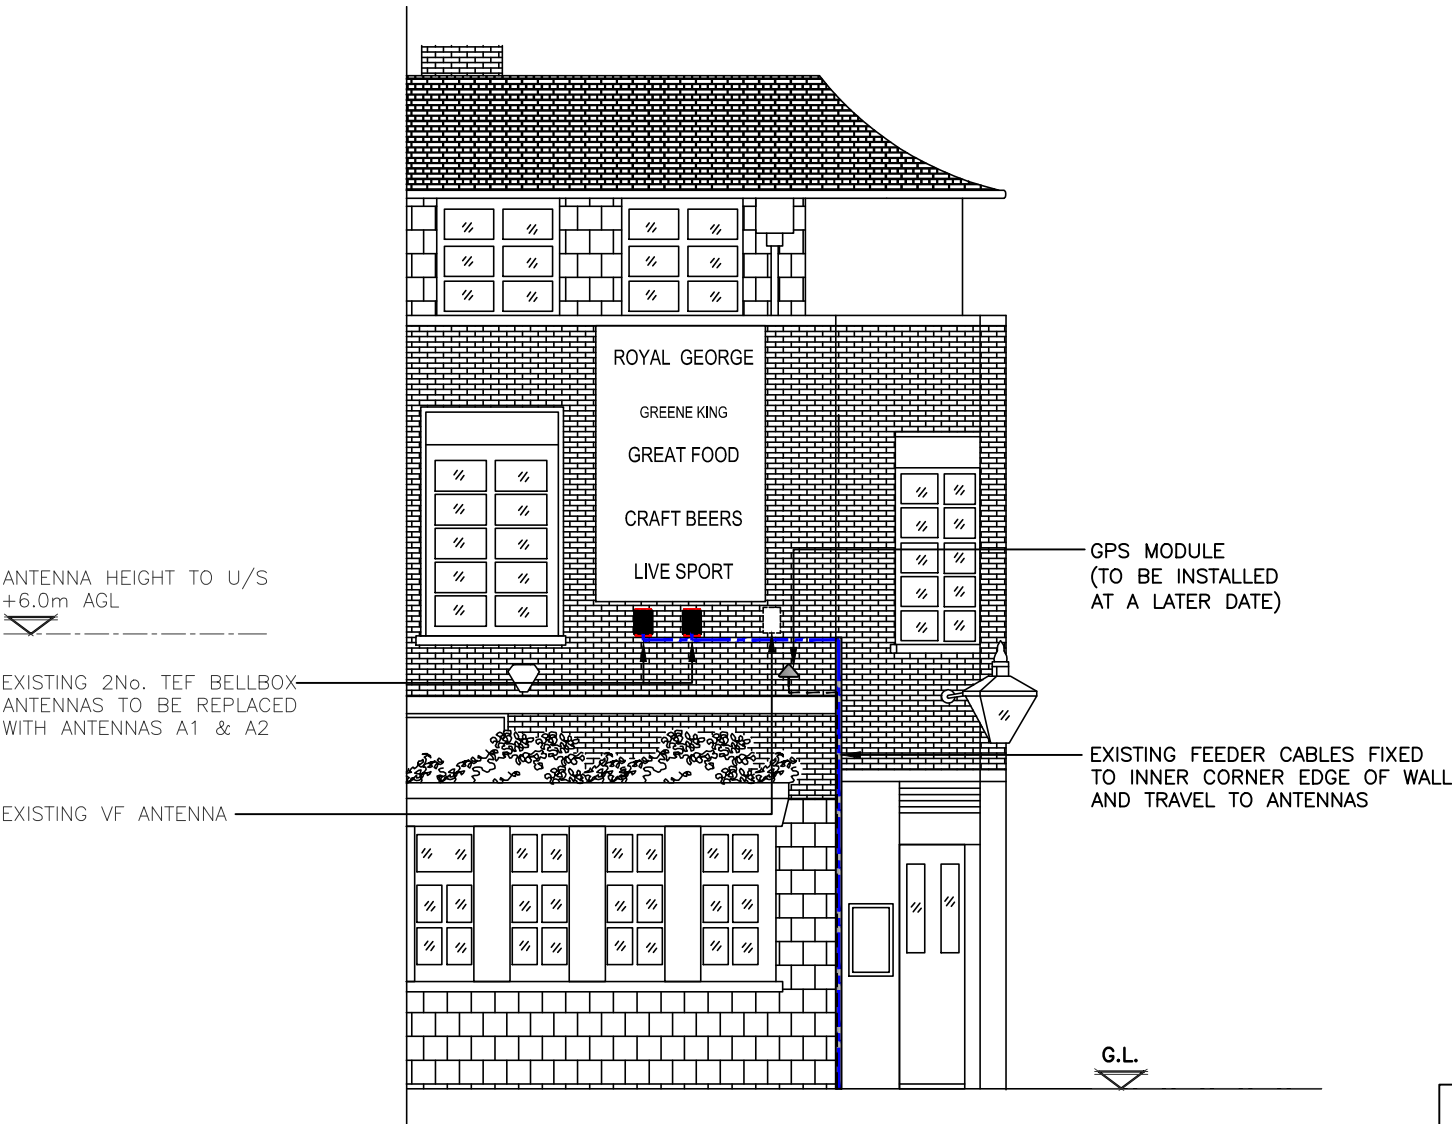 ROYAL GEORGE
GREENE KING
GREAT FOOD
CRAFT BEERS
LIVE SPORT
ANTENNA HEIGHT TO U/S
+6.0m AGL
EXISTING 2No. TEF BELLBOX
ANTENNAS TO BE REPLACED
WITH ANTENNAS A1 & A2
EXISTING VF ANTENNA
GPS MODULE
(TO BE INSTALLED
AT A LATER DATE)
EXISTING FEEDER CABLES FIXED
TO INNER CORNER EDGE OF WALL
AND TRAVEL TO ANTENNAS
G.L.